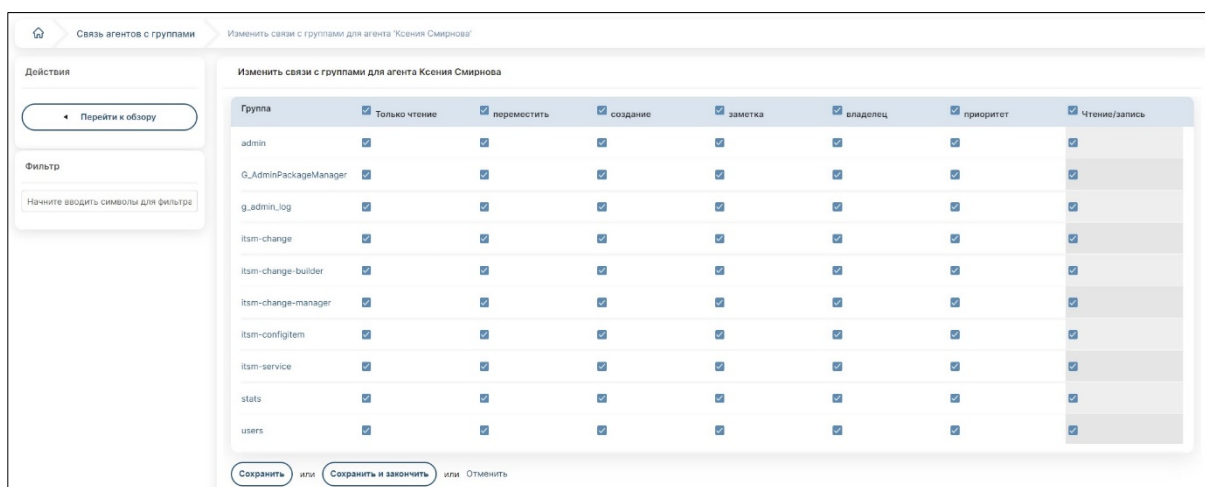 Связь агентов с группами Изменить связи с группами для агента 'Ксения Смирнова'
Действия
Перейти к обзору
Фильтр
Начните вводить символы для фильтра
Изменить связи с группами для агента Ксения Смирнова
Группа Только чтение переместить создание заметка владелец приоритет Чтение/запись
admin
G_AdminPackageManager
g_admin_log
itsm-change
itsm-change-builder
itsm-change-manager
itsm-configitem
itsm-service
stats
users
Сохранить или Сохранить и закончить или Отменить